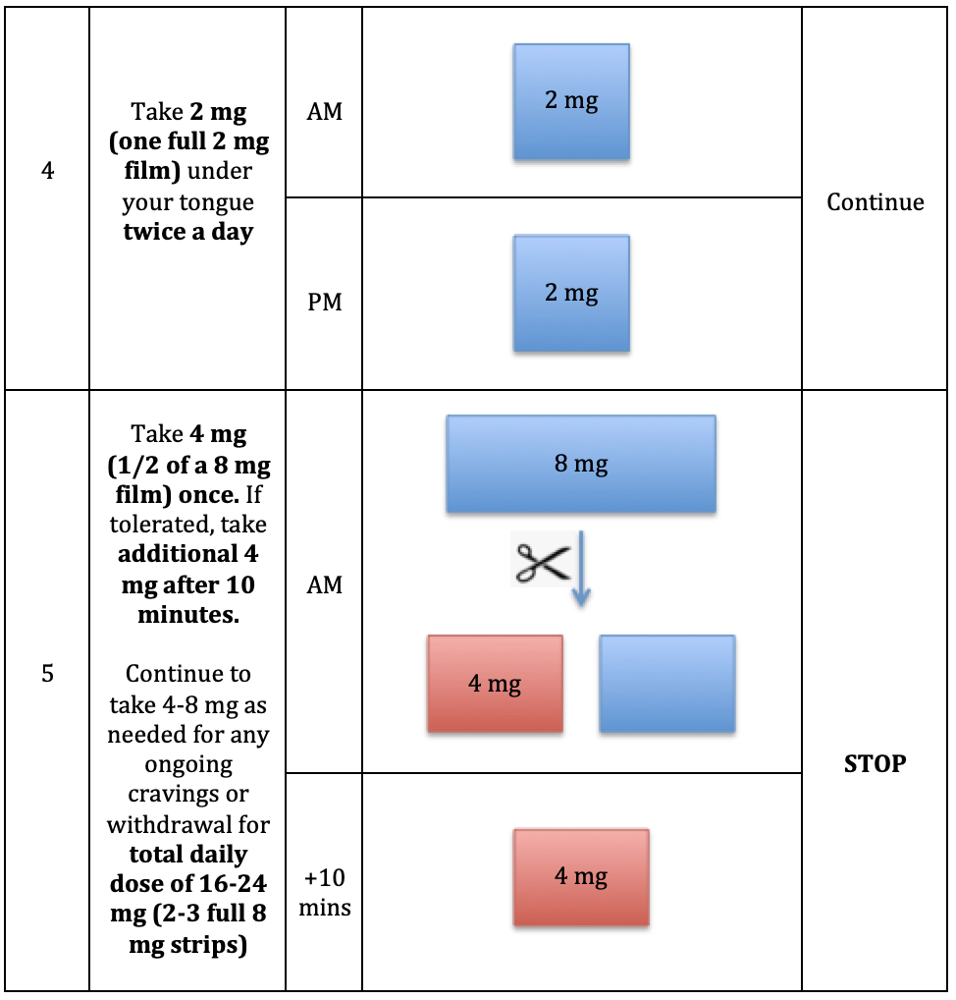 4
Take 2 mg
(one full 2 mg
film) under
your tongue
twice a day
AM
2 mg
PM
2 mg
Continue
5
Take 4 mg
(1/2 of a 8 mg
film) once. If
tolerated, take
additional 4
mg after 10
minutes.
Continue to
take 4-8 mg as
needed for any
ongoing
cravings or
withdrawal for
total daily
dose of 16-24
mg (2-3 full 8
mg strips)
AM
8 mg
4 mg
+10
mins
4 mg
STOP